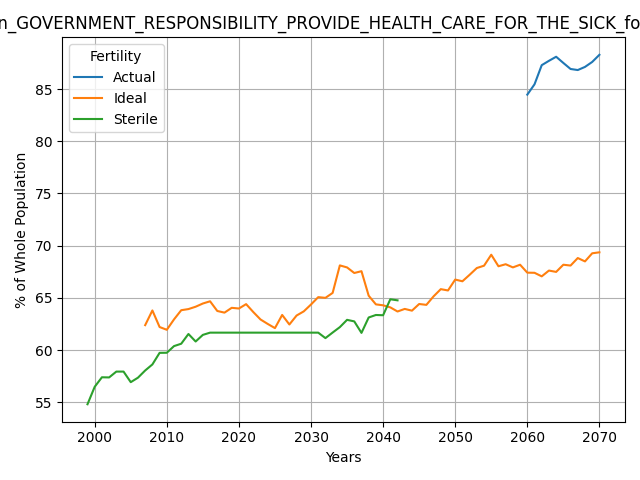 n_GOVERNMENT_RESPONSIBILITY_PROVIDE_HEALTH_CARE_FOR_THE_SICK_fo
Fertility
Actual
Ideal
Sterile
85
80
75
70
65
60
55
% of Whole Population
2000 2010 2020 2030 2040 2050 2060 2070
Years